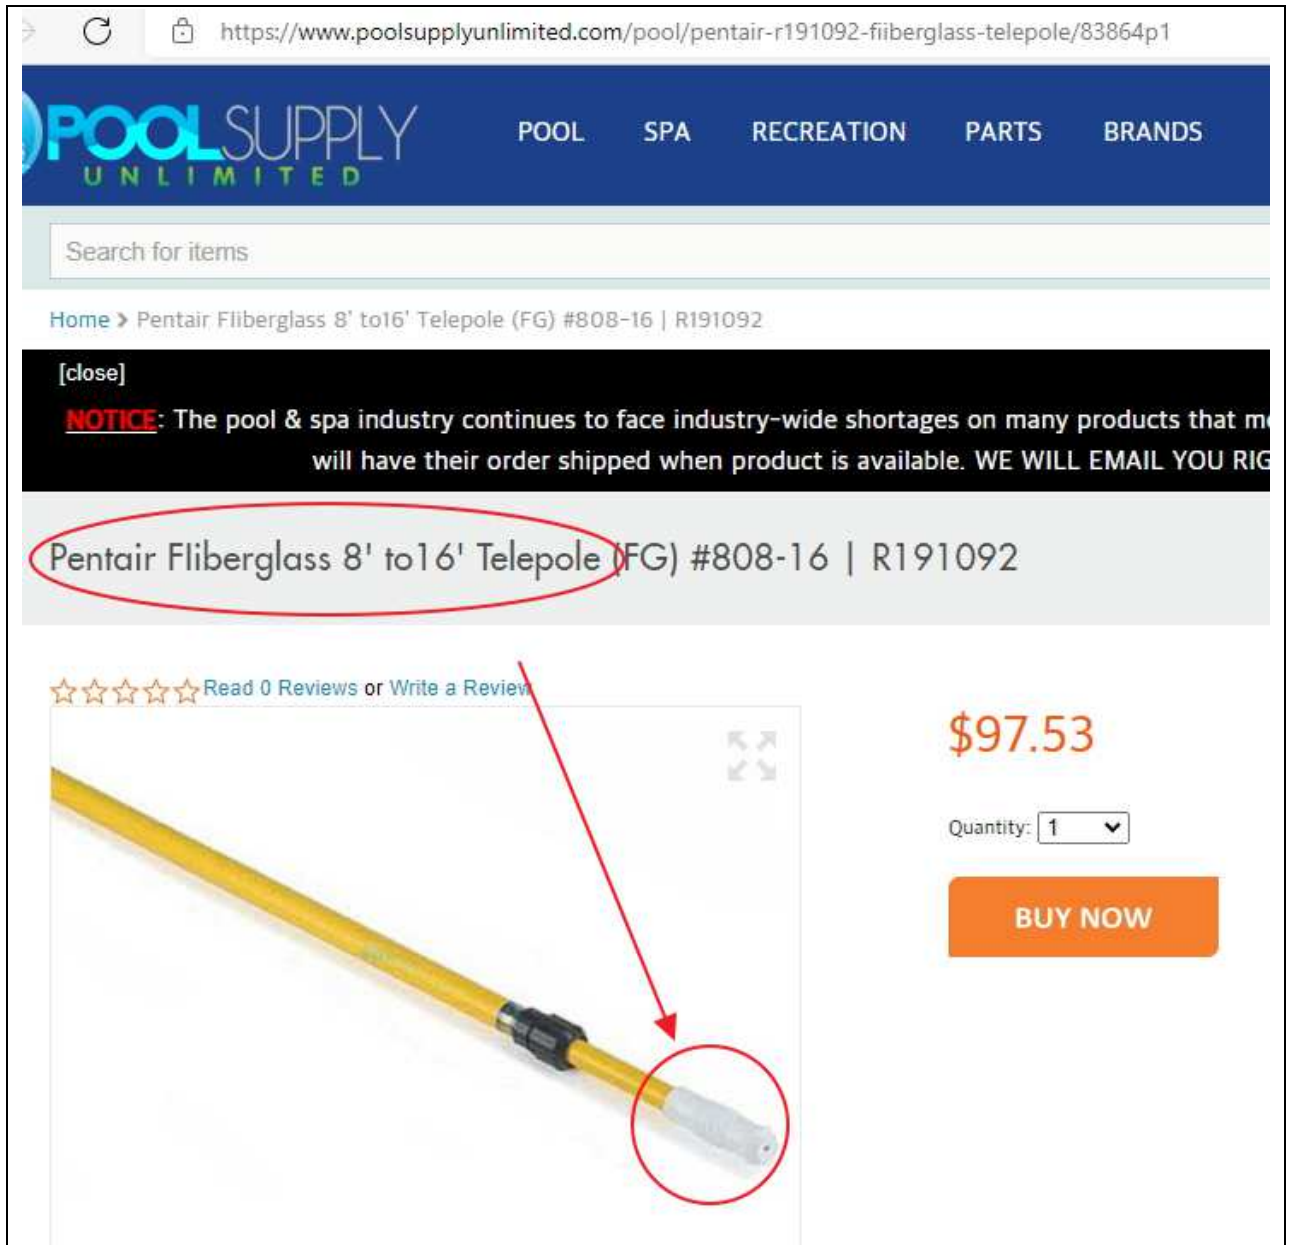 https://www.poolsupplyunlimited.com/pool/pentair-r191092-fiiberglass-telepole/83864p1
POOLSUPPLY
UNLIMITED
POOL SPA RECREATION PARTS BRANDS
Search for items
Home > Pentair FIiberglass 8' to16' Telepole (FG) #808-16 | R191092
[close]
NOTICE: The pool & spa industry continues to face industry-wide shortages on many products that m
will have their order shipped when product is available. WE WILL EMAIL YOU RIG
Pentair FIiberglass 8' to16' Telepole (FG) #808-16 | R191092
Read 0 Reviews or Write a Review
$97.53
Quantity: 1
BUY NOW